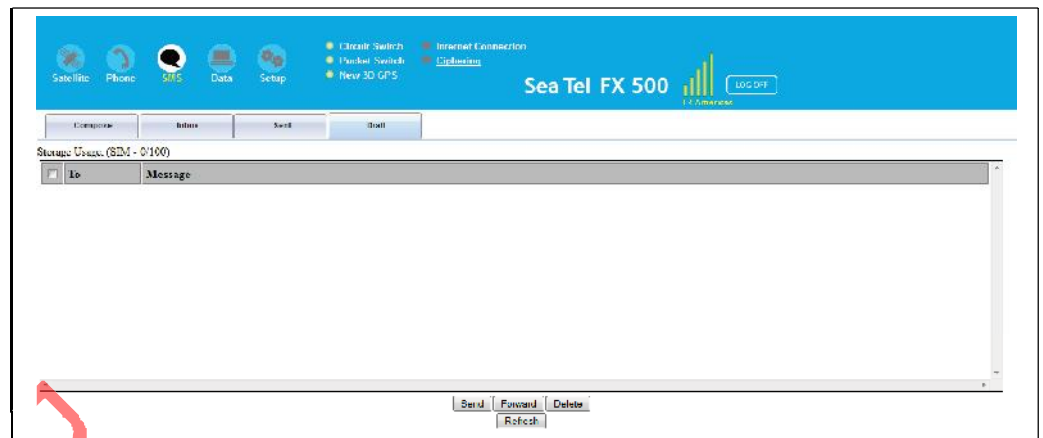 Circuit Switch Internet Connection
Packet Switch Ciphering
New 3D GPS
Satellite Phone SMS Data Setup
Sea Tel FX 500
LOG OFF
Compose Inbox Sent Draft
Storage Usage: (SIM - 0/100)
To Message
Send Forward Delete
Refresh